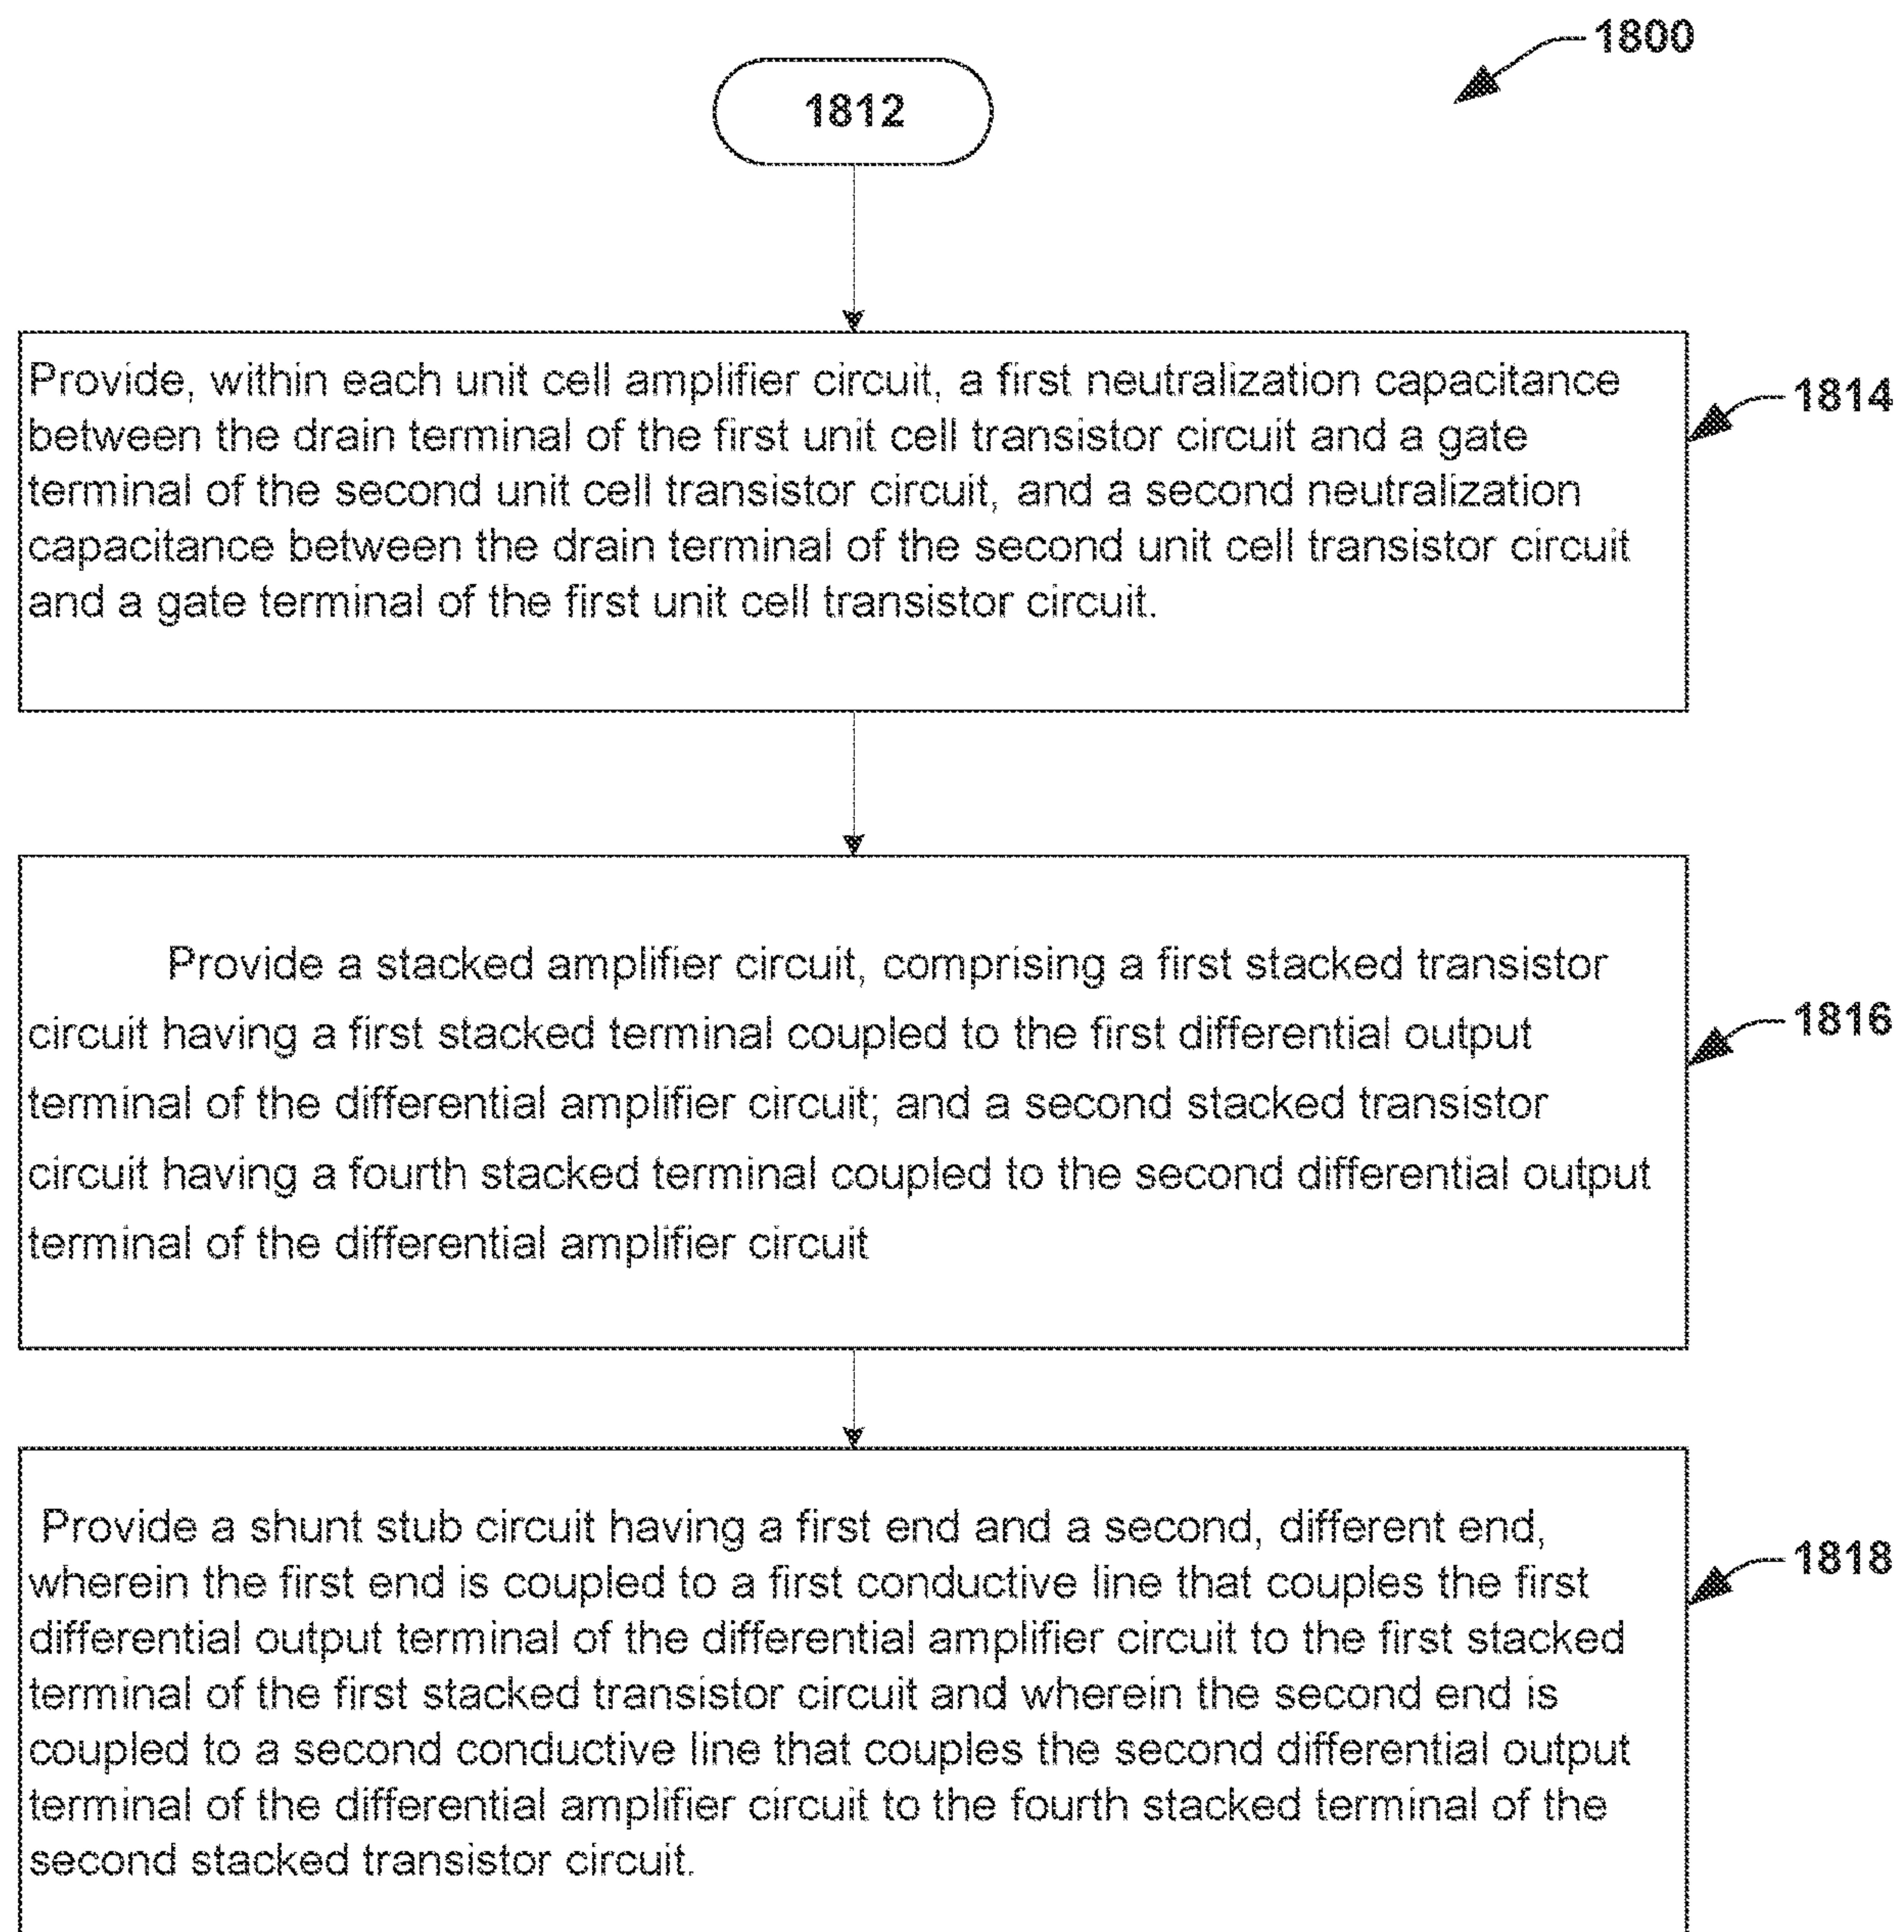 1800
1812
Provide, within each unit cell amplifier circuit, a first neutralization capacitance
between the drain terminal of the first unit cell transistor circuit and a gate
terminal of the second unit cell transistor circuit, and a second neutralization
capacitance between the drain terminal of the second unit cell transistor circuit
and a gate terminal of the first unit cell transistor circuit.
1814
Provide a stacked amplifier circuit, comprising a first stacked transistor
circuit having a first stacked terminal coupled to the first differential output
terminal of the differential amplifier circuit; and a second stacked transistor
circuit having a fourth stacked terminal coupled to the second differential output
terminal of the differential amplifier circuit
1816
Provide a shunt stub circuit having a first end and a second, different end,
wherein the first end is coupled to a first conductive line that couples the first
differential output terminal of the differential amplifier circuit to the first stacked
terminal of the first stacked transistor circuit and wherein the second end is
coupled to a second conductive line that couples the second differential output
terminal of the differential amplifier circuit to the fourth stacked terminal of the
second stacked transistor circuit.
1818